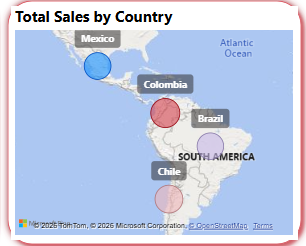 Total Sales by Country
Mexico
Atlantic
Ocean
Colombia
Brazil
SOUTH AMERICA
Chile
© 2026 TomTom, © 2026 Microsoft Corporation, © OpenStreetMap Terms